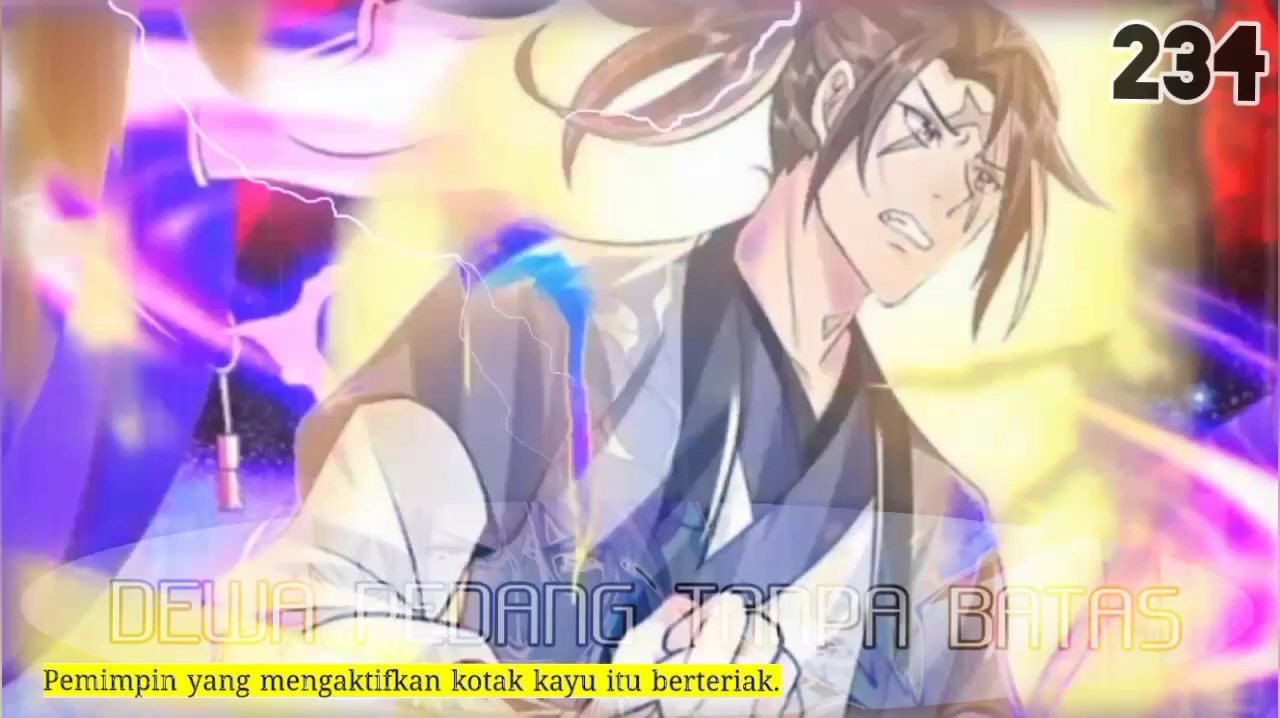 234
DEWA PEDANG TANPA BATAS
Pemimpin yang mengaktifkan kotak kayu itu berteriak.